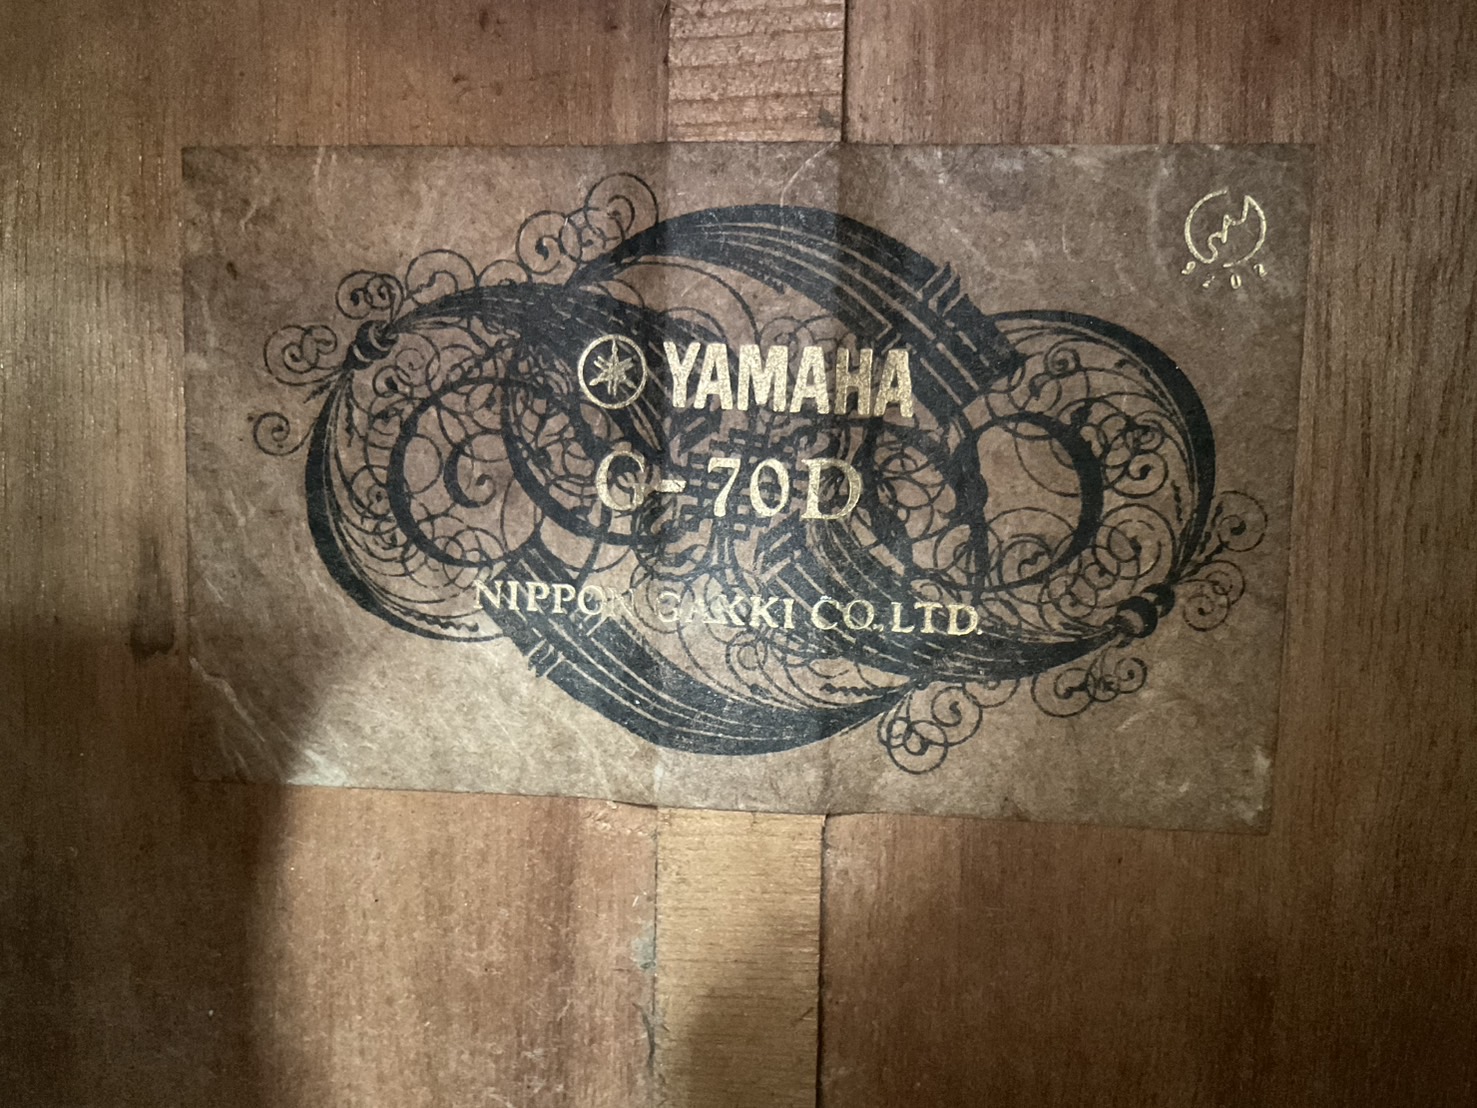 YAMAHA
G-70D
NIPPON GAKKI CO., LTD.